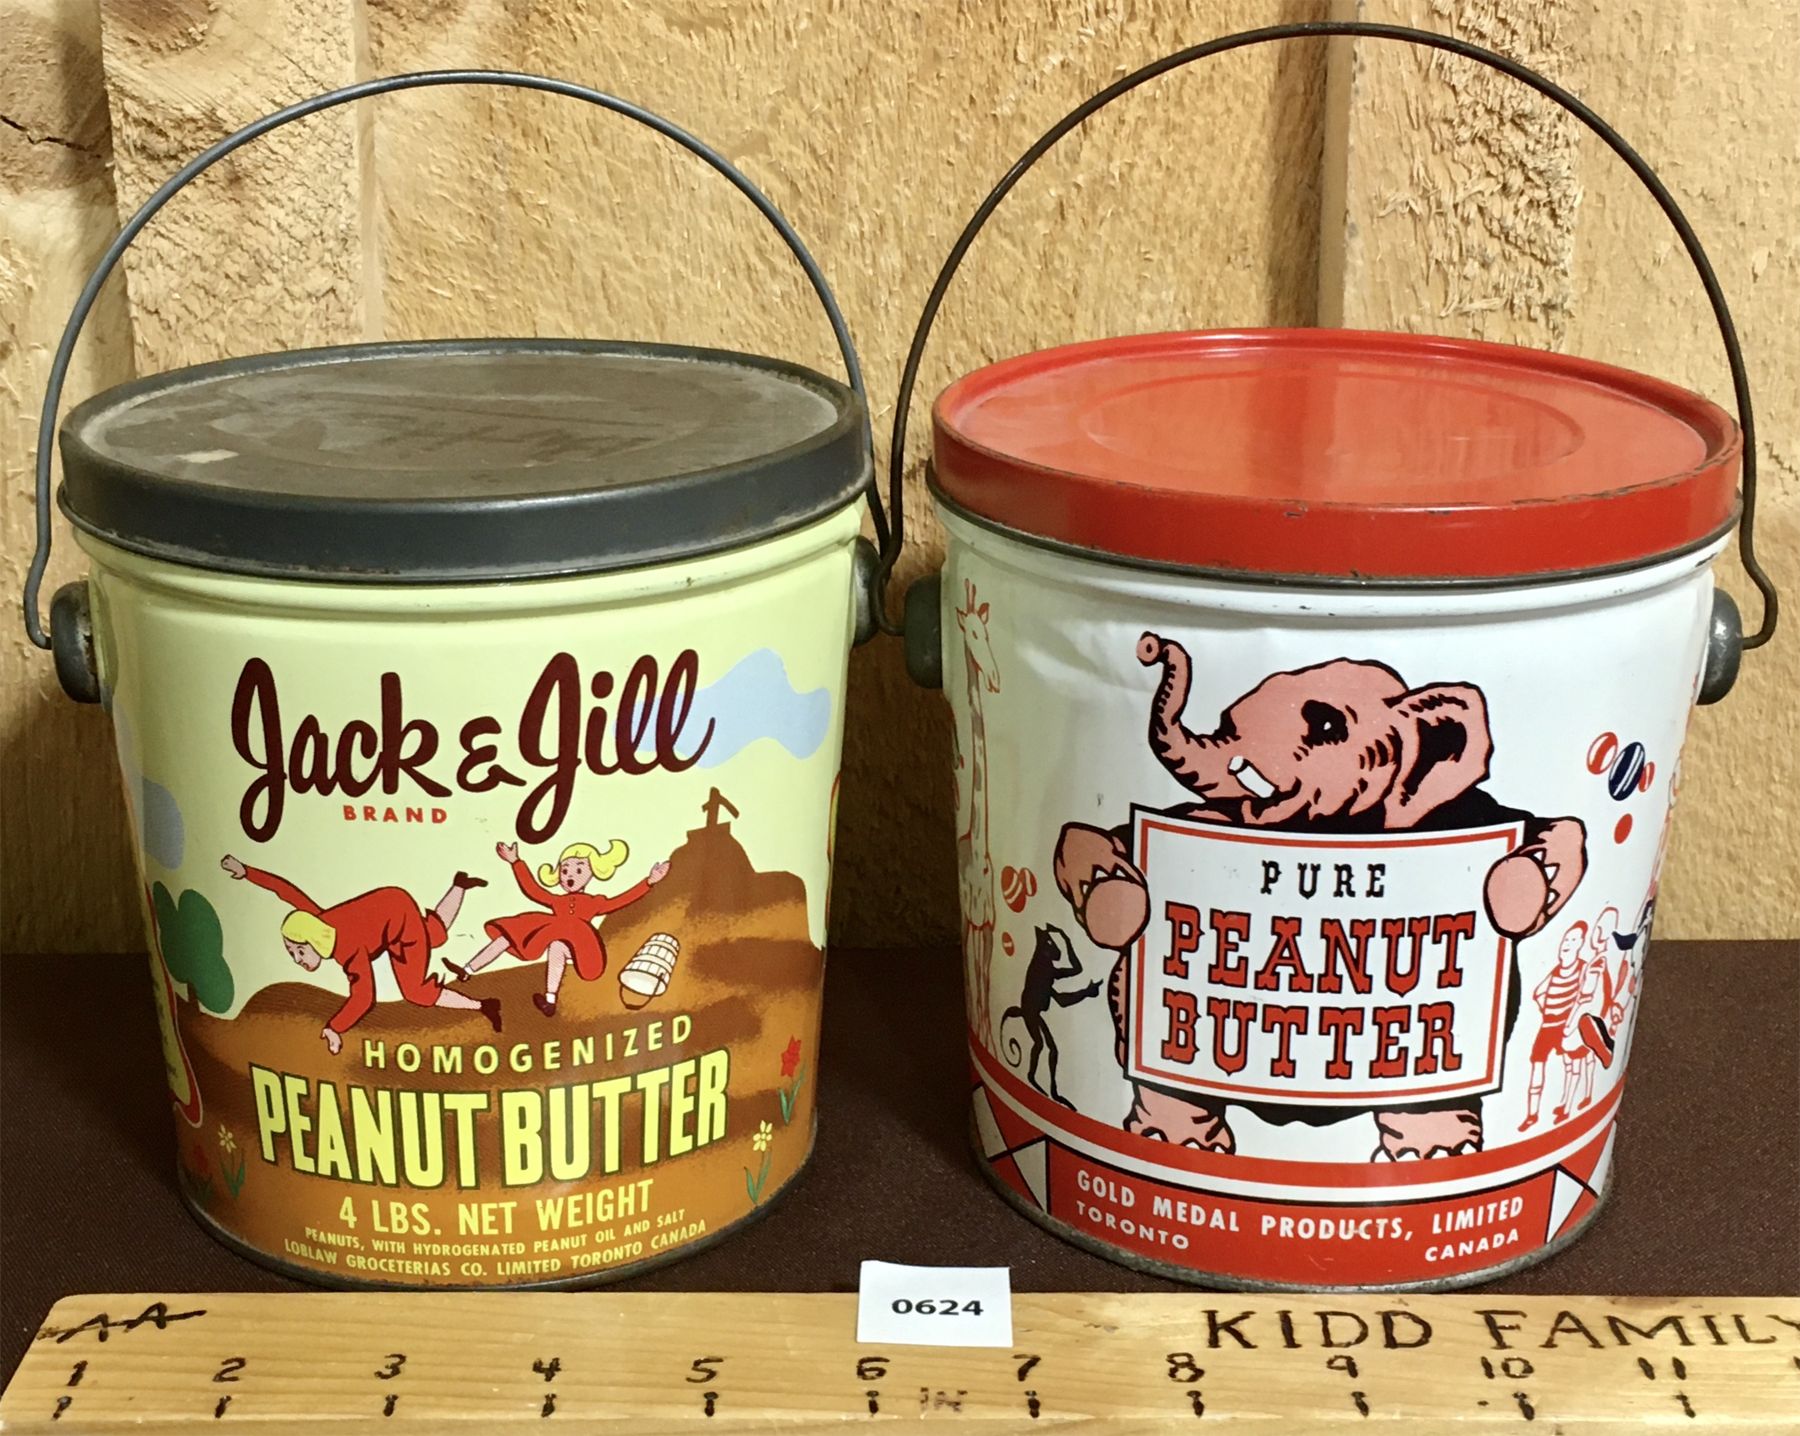 Jack & Jill
BRAND
HOMOGENIZED
PEANUT BUTTER
4 LBS. NET WEIGHT
PEANUTS, WITH HYDROGENATED PEANUT OIL AND SALT
LOBLAW GROCETERIAS CO. LIMITED TORONTO CANADA
PURE
PEANUT
BUTTER
GOLD MEDAL PRODUCTS, LIMITED
TORONTO CANADA
0624
AA
KIDD FAMILY
1 2 3 4 5 6 7 8 9 10 11
IN